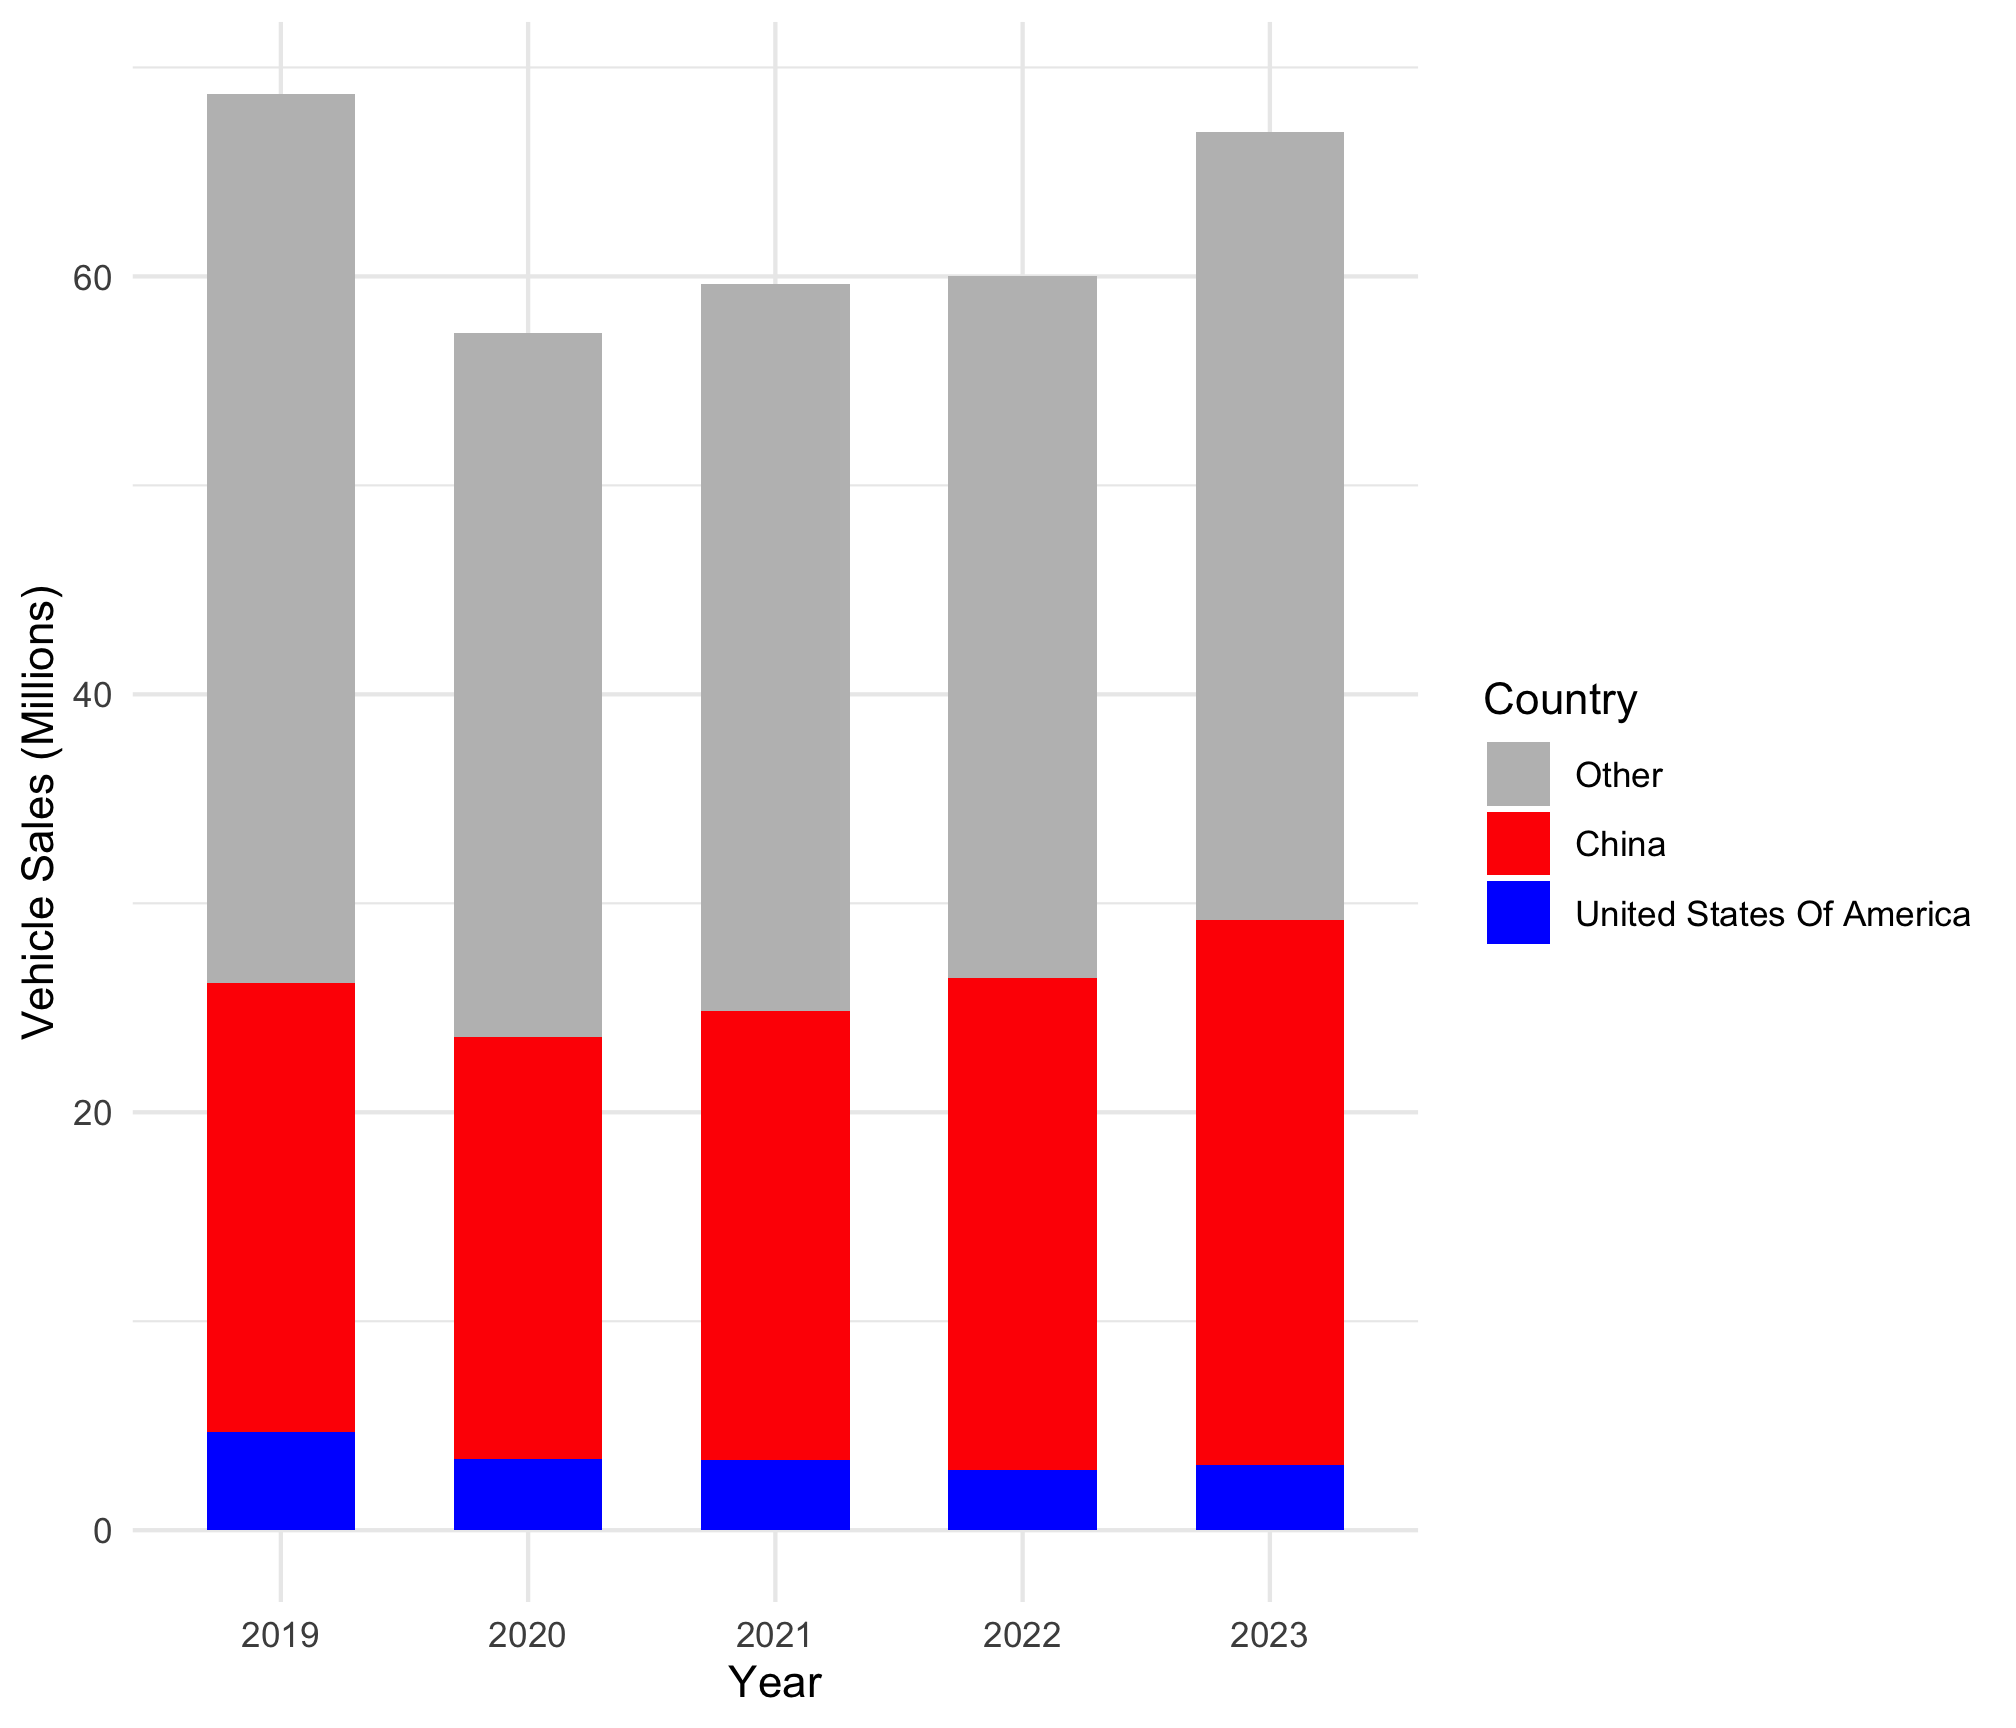 Vehicle Sales (Millions)
60
40
20
0
2019
2020
2021
2022
2023
Year
Country
Other
China
United States Of America